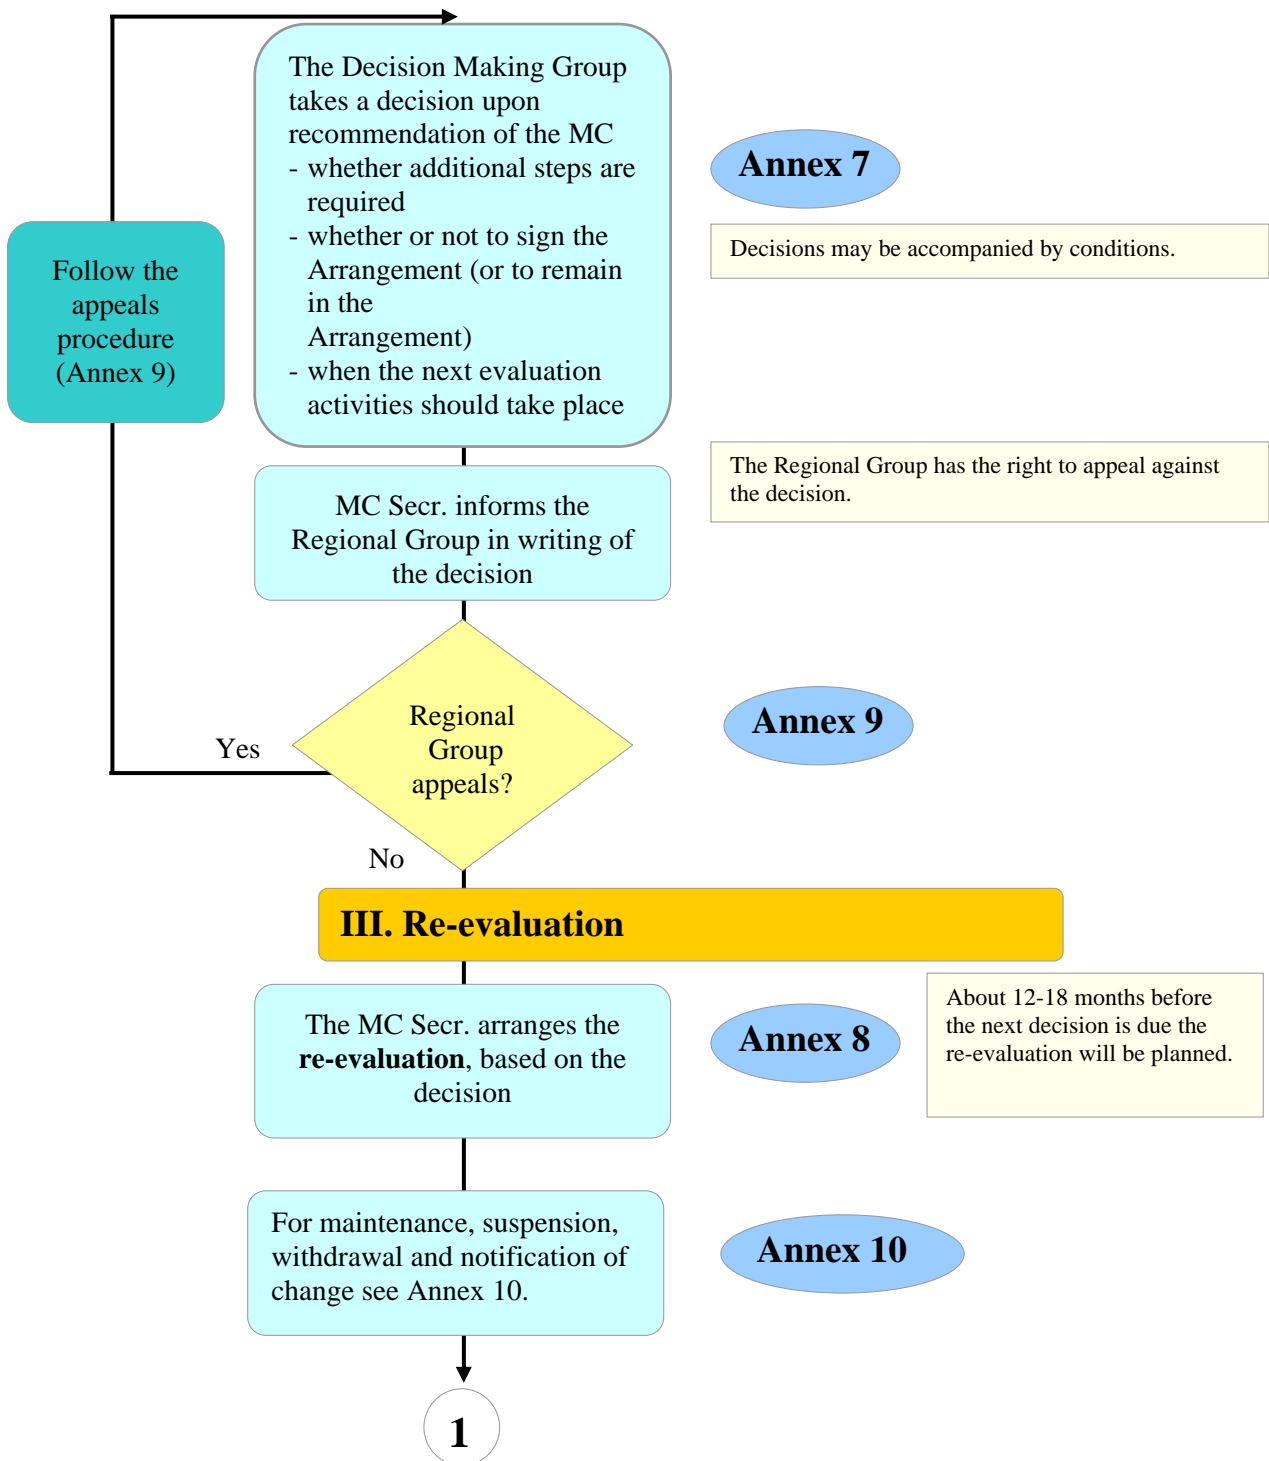 The Decision Making Group
takes a decision upon
recommendation of the MC
- whether additional steps are
required
- whether or not to sign the
Arrangement (or to remain
in the
Arrangement)
- when the next evaluation
activities should take place
Annex 7
Decisions may be accompanied by conditions.
Follow the
appeals
procedure
(Annex 9)
The Regional Group has the right to appeal against
the decision.
MC Secr. informs the
Regional Group in writing of
the decision
Regional
Group
appeals?
Annex 9
Yes
No
III. Re-evaluation
The MC Secr. arranges the
re-evaluation, based on the
decision
Annex 8
About 12-18 months before
the next decision is due the
re-evaluation will be planned.
For maintenance, suspension,
withdrawal and notification of
change see Annex 10.
Annex 10
1